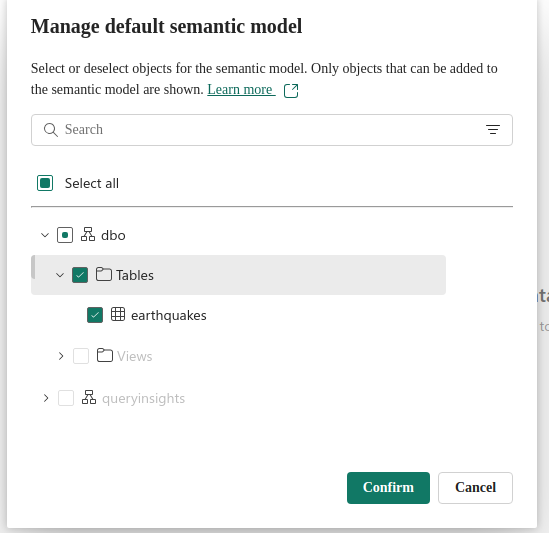 Manage default semantic model
Select or deselect objects for the semantic model. Only objects that can be added to
the semantic model are shown. Learn more
Search
Select all
dbo
Tables
earthquakes
Views
queryinsights
to
Confirm
Cancel